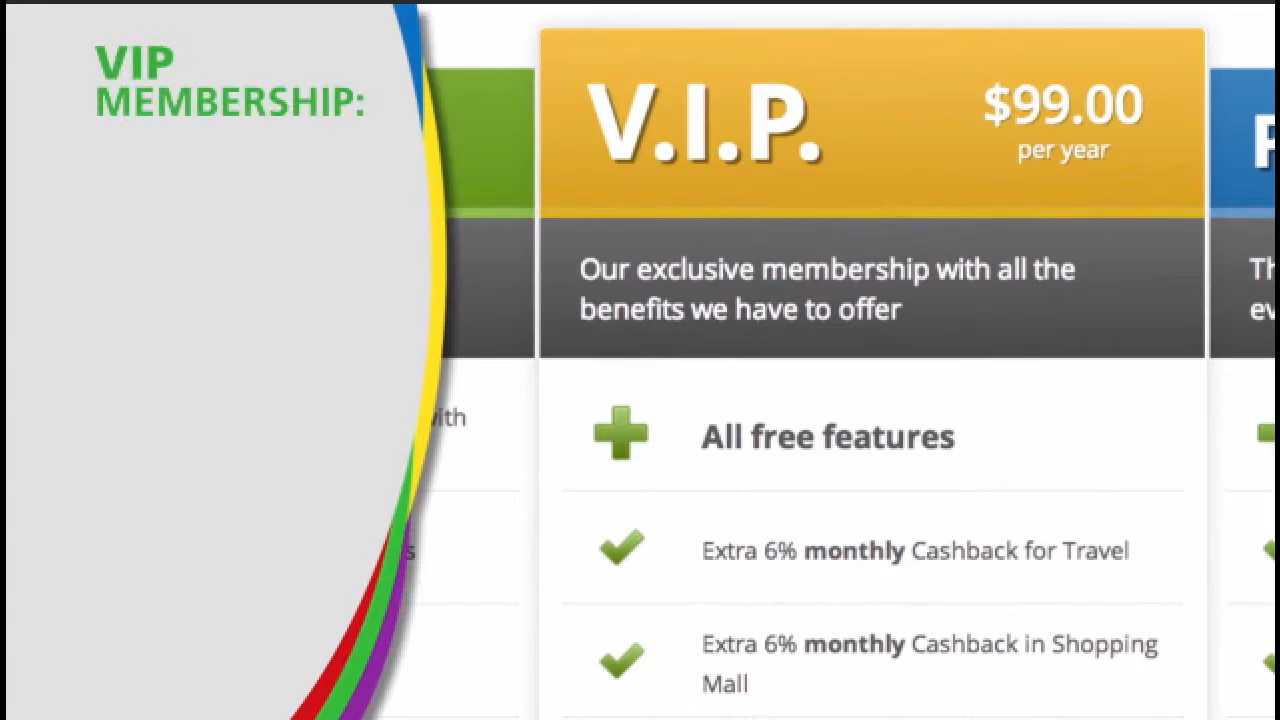 VIP
MEMBERSHIP:
V.I.P.
$99.00
per year
Our exclusive membership with all the
benefits we have to offer
All free features
Extra 6% monthly Cashback for Travel
Extra 6% monthly Cashback in Shopping
Mall